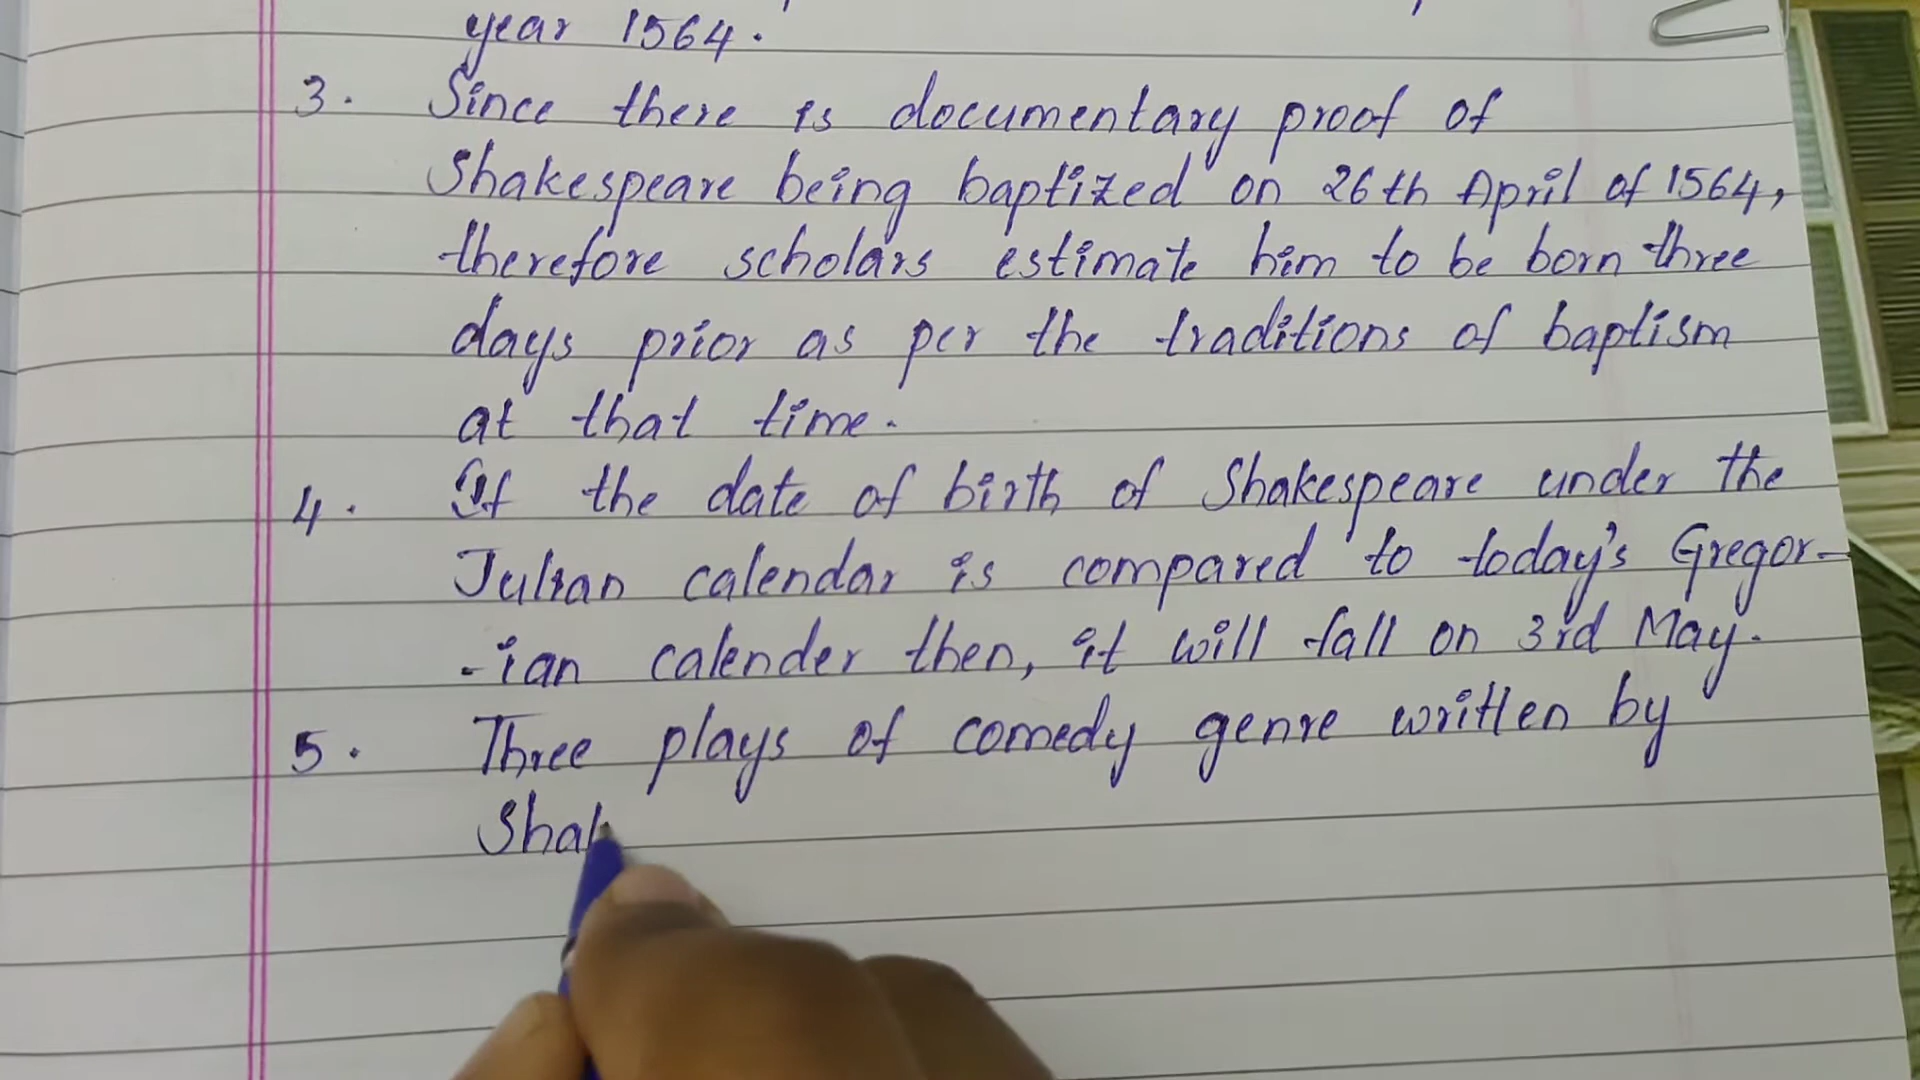 year 1564.
3. Since there is documentary proof of
Shakespeare being baptized on 26th April of 1564,
therefore scholars estimate him to be born three
days prior as per the traditions of baptism
at that time.
4. If the date of birth of Shakespeare under the
Julian calendar is compared to today's Gregor-
-ian calender then, it will fall on 3rd May.
5. Three plays of comedy genre written by
Shak